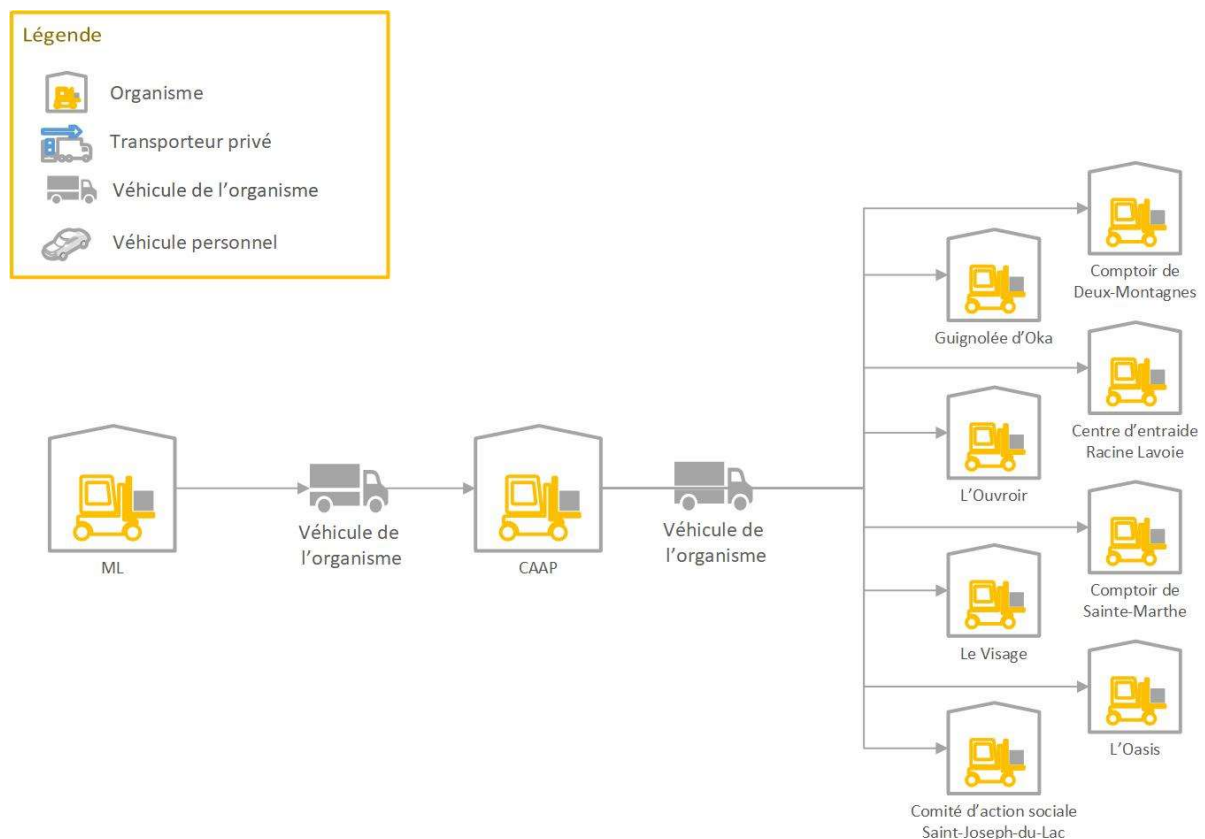 Légende
Organisme
Transporteur privé
Véhicule de l'organisme
Véhicule personnel
Comptoir de
Deux-Montagnes
Guignolée d'Oka
Centre d'entraide
Racine Lavoie
L'Ouvroir
ML
Véhicule de
l'organisme
CAAP
Véhicule de
l'organisme
Comptoir de
Sainte-Marthe
Le Visage
L'Oasis
Comité d'action sociale
Saint-Joseph-du-Lac